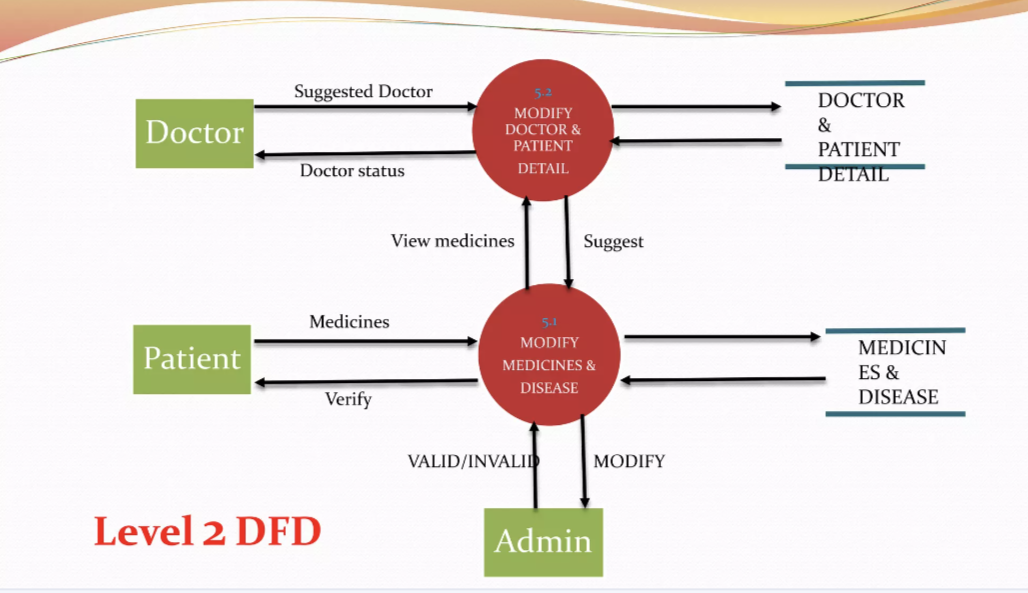 Suggested Doctor
Doctor
Doctor status
5.2
MODIFY
DOCTOR &
PATIENT
DETAIL
DOCTOR
&
PATIENT
DETAIL
View medicines
Suggest
Medicines
Patient
Verify
5.1
MODIFY
MEDICINES &
DISEASE
MEDICIN
ES &
DISEASE
VALID/INVALID
MODIFY
Level 2 DFD
Admin